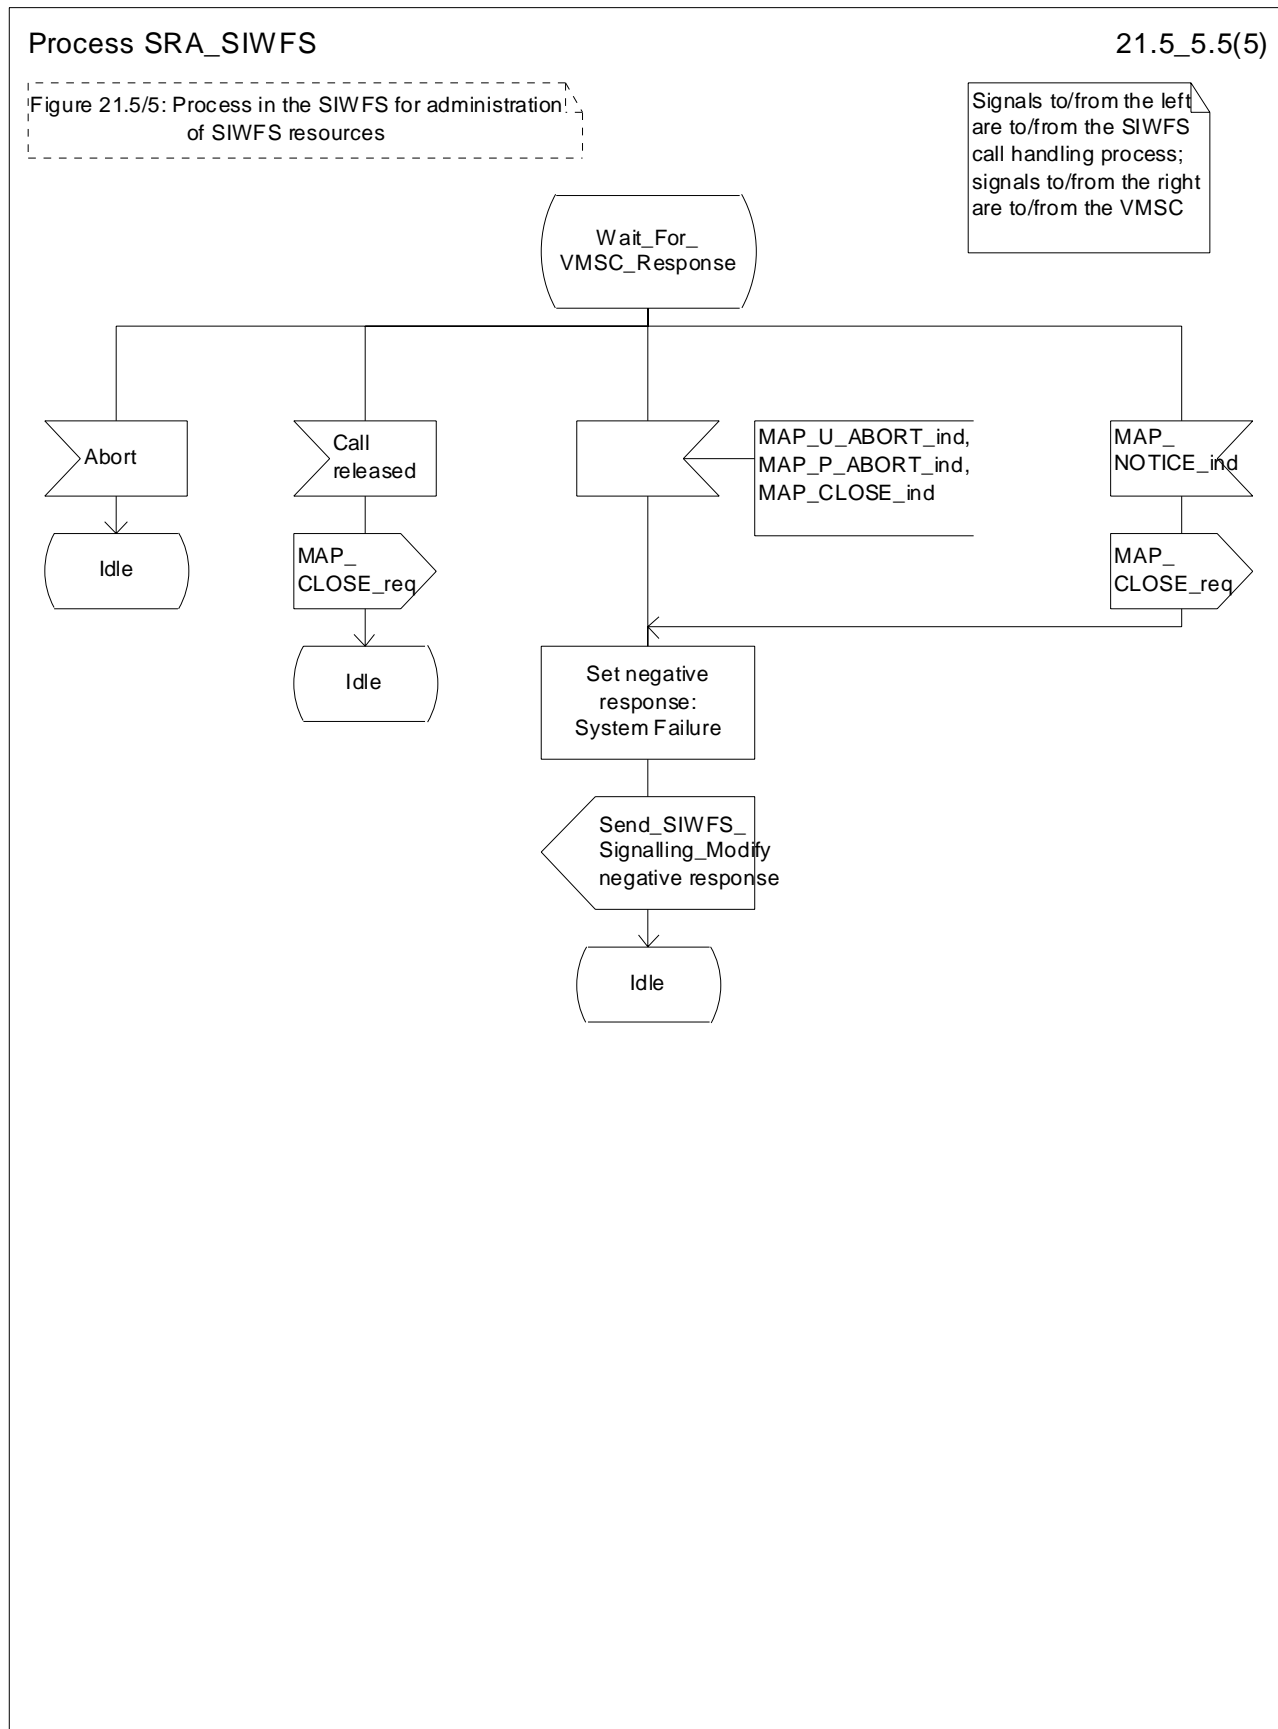 Process SRA_SIWFS
21.5_5.5(5)
Figure 21.5/5: Process in the SIWFS for administration
of SIWFS resources
Signals to/from the left
are to/from the SIWFS
call handling process;
signals to/from the right
are to/from the VMSC
Wait_For_
VMSC_Response
Abort
Call
released
MAP_U_ABORT_ind,
MAP_P_ABORT_ind,
MAP_CLOSE_ind
MAP_
NOTICE_ind
Idle
MAP_
CLOSE_req
MAP_
CLOSE_req
Idle
Set negative
response:
System Failure
Send_SIWFS_
Signalling_Modify
negative response
Idle